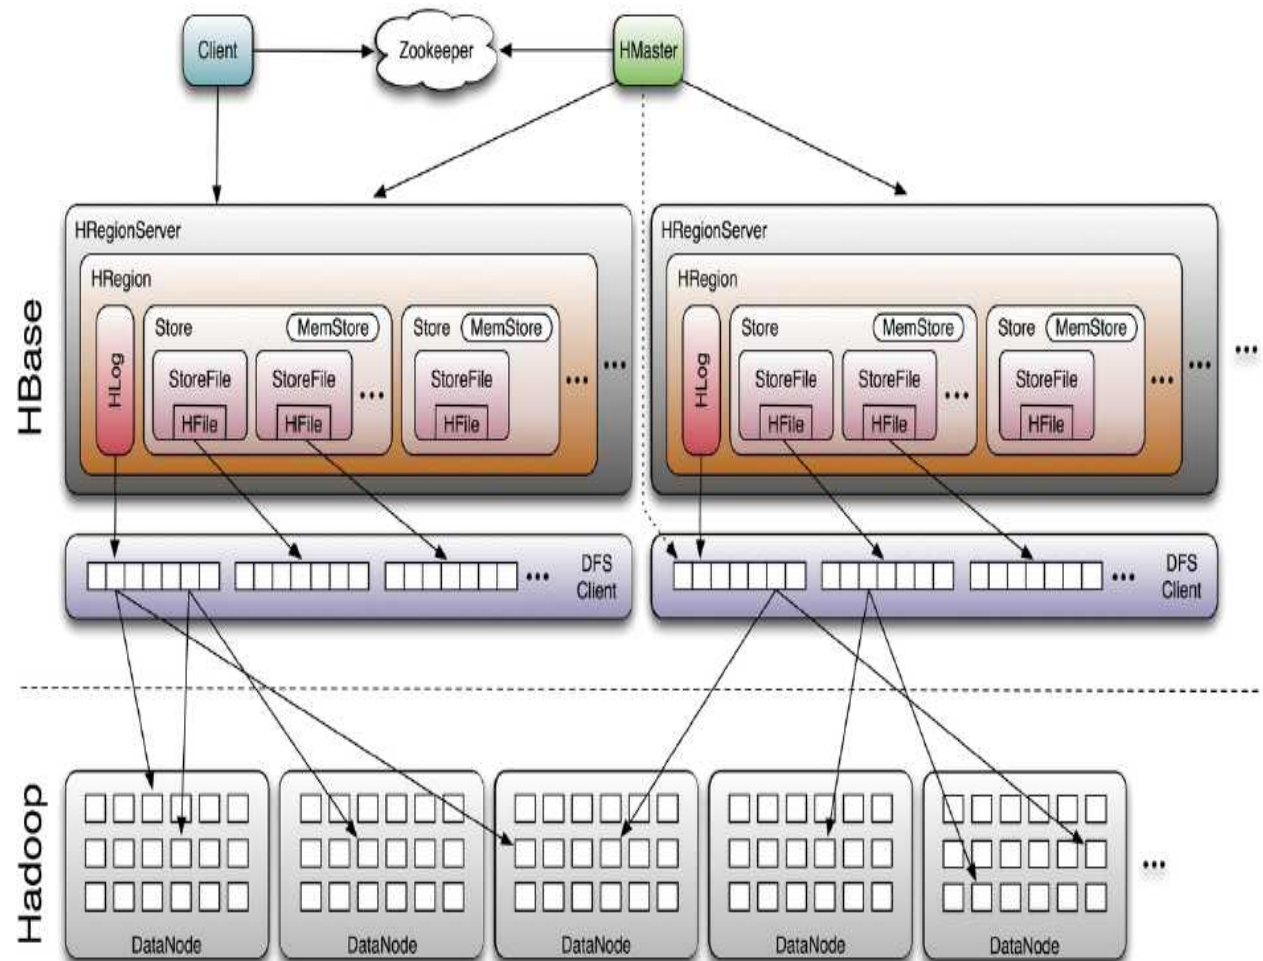 Client
Zookeeper
HMaster
HBase
HRegionServer
HRegion
HLog
Store
MemStore
StoreFile
HFile
StoreFile
HFile
...
Store
MemStore
StoreFile
HFile
...
...
HRegionServer
HRegion
HLog
Store
MemStore
StoreFile
HFile
StoreFile
HFile
...
Store
MemStore
StoreFile
HFile
...
...
...
...
DFS
Client
...
DFS
Client
Hadoop
DataNode
DataNode
DataNode
DataNode
DataNode
...